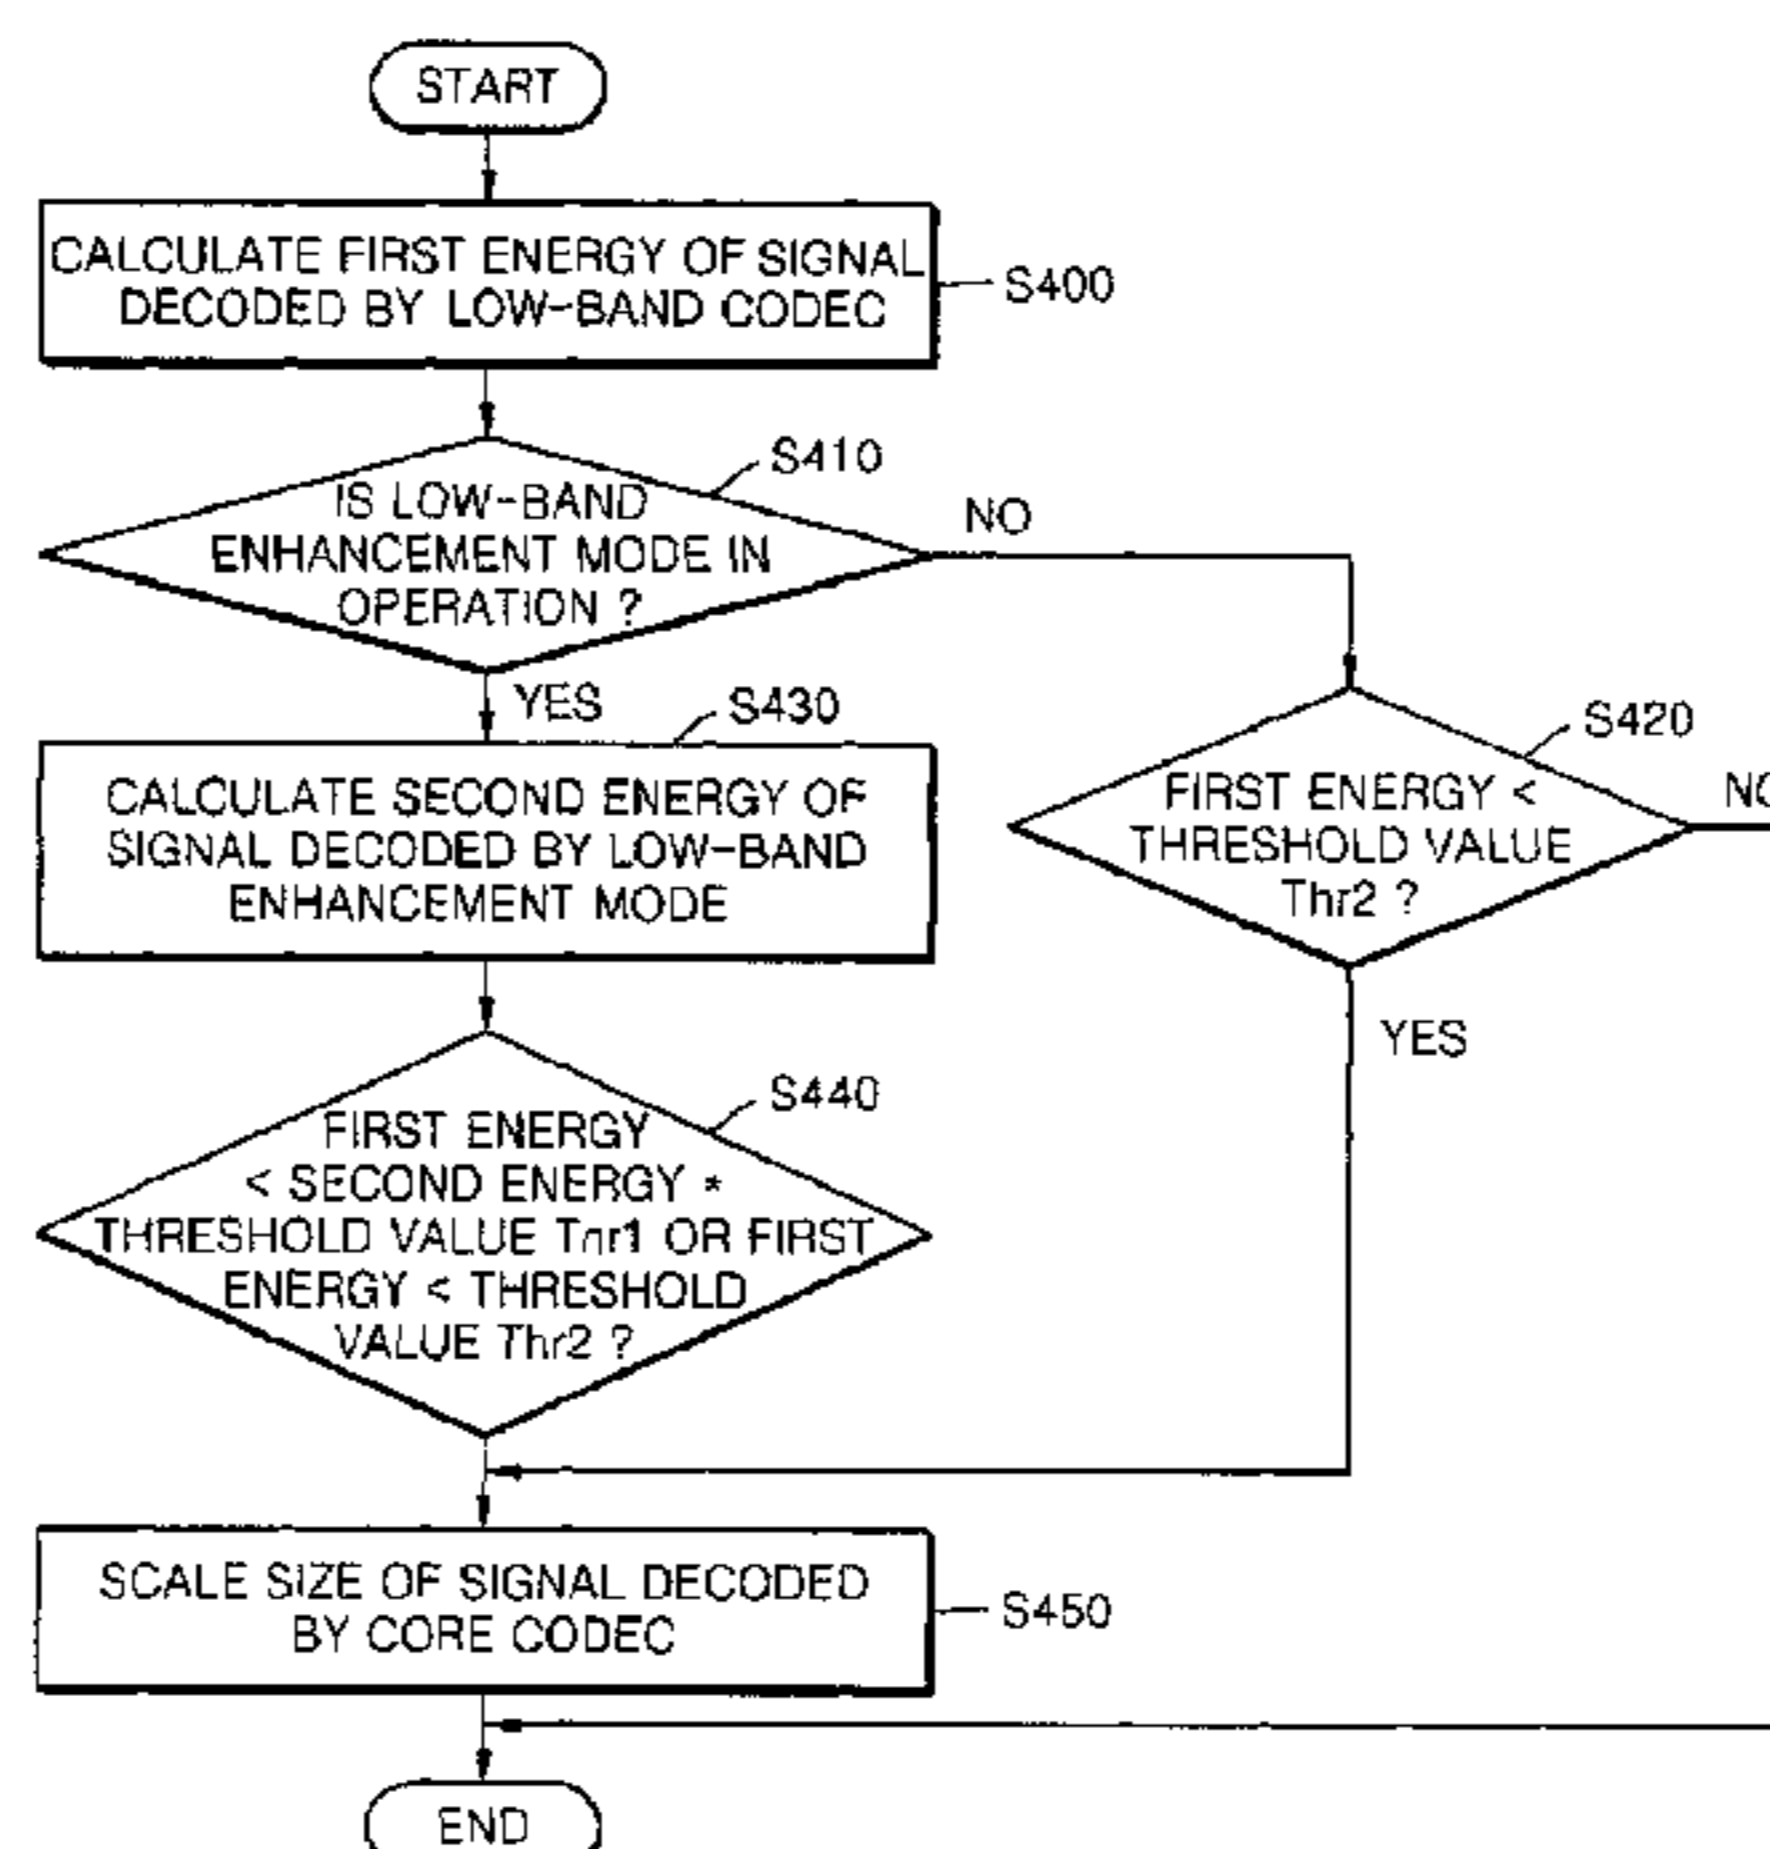 START
CALCULATE FIRST ENERGY OF SIGNAL
DECODED BY LOW-BAND CODEC
S400
S410
IS LOW-BAND
ENHANCEMENT MODE IN
OPERATION ?
NO
YES
S430
CALCULATE SECOND ENERGY OF
SIGNAL DECODED BY LOW-BAND
ENHANCEMENT MODE
S420
FIRST ENERGY <
THRESHOLD VALUE
Thr2 ?
NO
YES
S440
FIRST ENERGY
< SECOND ENERGY *
THRESHOLD VALUE Thr1 OR FIRST
ENERGY < THRESHOLD
VALUE Thr2 ?
SCALE SIZE OF SIGNAL DECODED
BY CORE CODEC
S450
END